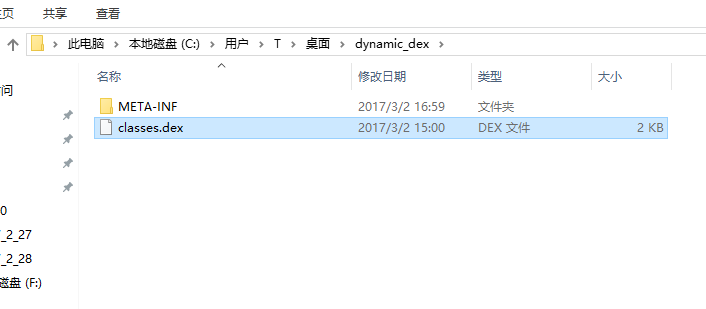 页 共享 查看
此电脑 本地磁盘 (C:) 用户 T 桌面 dynamic_dex
名称 修改日期 类型 大小
问
META-INF 2017/3/2 16:59 文件夹
classes.dex 2017/3/2 15:00 DEX 文件 2 KB
0
_2_27
_2_28
磁盘 (F:)